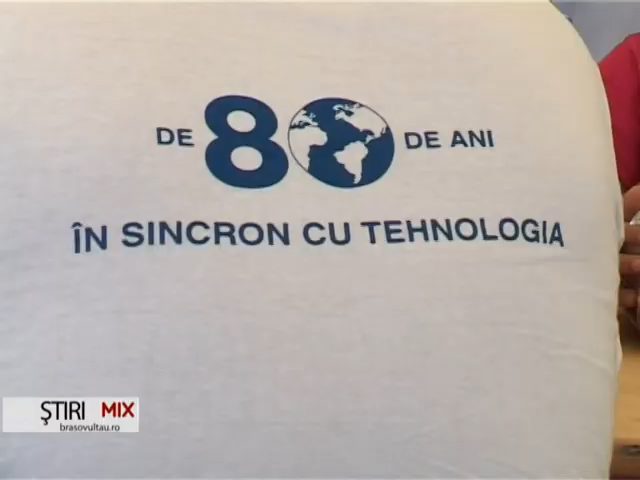 DE 80 DE ANI
ÎN SINCRON CU TEHNOLOGIA
ŞTIRI MIX
brasovultau.ro